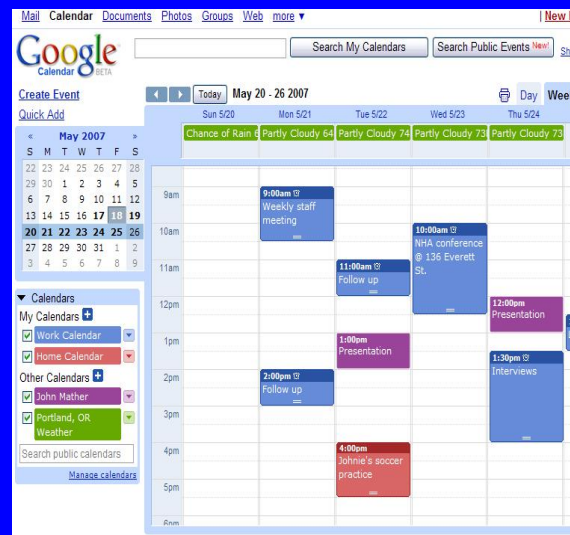 Mail Calendar Documents Photos Groups Web more ▼ | New
Google
Calendar BETA
Search My Calendars
Search Public Events New!
Sh
Create Event
Quick Add
Today May 20 - 26 2007
Day Wee
« May 2007 »
S M T W T F S
22 23 24 25 26 27 28
29 30 1 2 3 4 5
6 7 8 9 10 11 12
13 14 15 16 17 18 19
20 21 22 23 24 25 26
27 28 29 30 31 1 2
3 4 5 6 7 8 9
▼ Calendars
My Calendars +
Work Calendar
Home Calendar
Other Calendars +
John Mather
Portland, OR
Weather
Search public calendars
Manage calendars
Sun 5/20 Mon 5/21 Tue 5/22 Wed 5/23 Thu 5/24
Chance of Rain 6 Partly Cloudy 64 Partly Cloudy 74 Partly Cloudy 73 Partly Cloudy 73
9am
10am
11am
12pm
1pm
2pm
3pm
4pm
5pm
6pm
9:00am
Weekly staff
meeting
2:00pm
Follow up
11:00am
Follow up
1:00pm
Presentation
4:00pm
Johnie's soccer
practice
10:00am
NHA conference
@ 136 Everett
St.
12:00pm
Presentation
1:30pm
Interviews